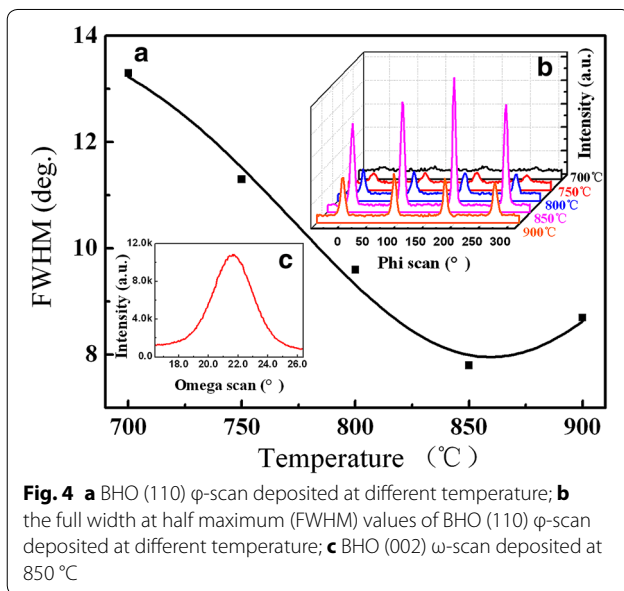 a
b
c
FWHM (deg.)
14
12
10
8
700
750
800
850
900
Temperature (℃)
Intensity (a.u.)
700℃
750℃
800℃
850℃
900℃
0 50 100 150 200 250 300
Phi scan (°)
Intensity (a.u.)
12.0k
8.0k
4.0k
0.0
18.0 20.0 22.0 24.0 26.0
Omega scan (°)
Fig. 4 a BHO (110) φ-scan deposited at different temperature; b
the full width at half maximum (FWHM) values of BHO (110) φ-scan
deposited at different temperature; c BHO (002) ω-scan deposited at
850 °C